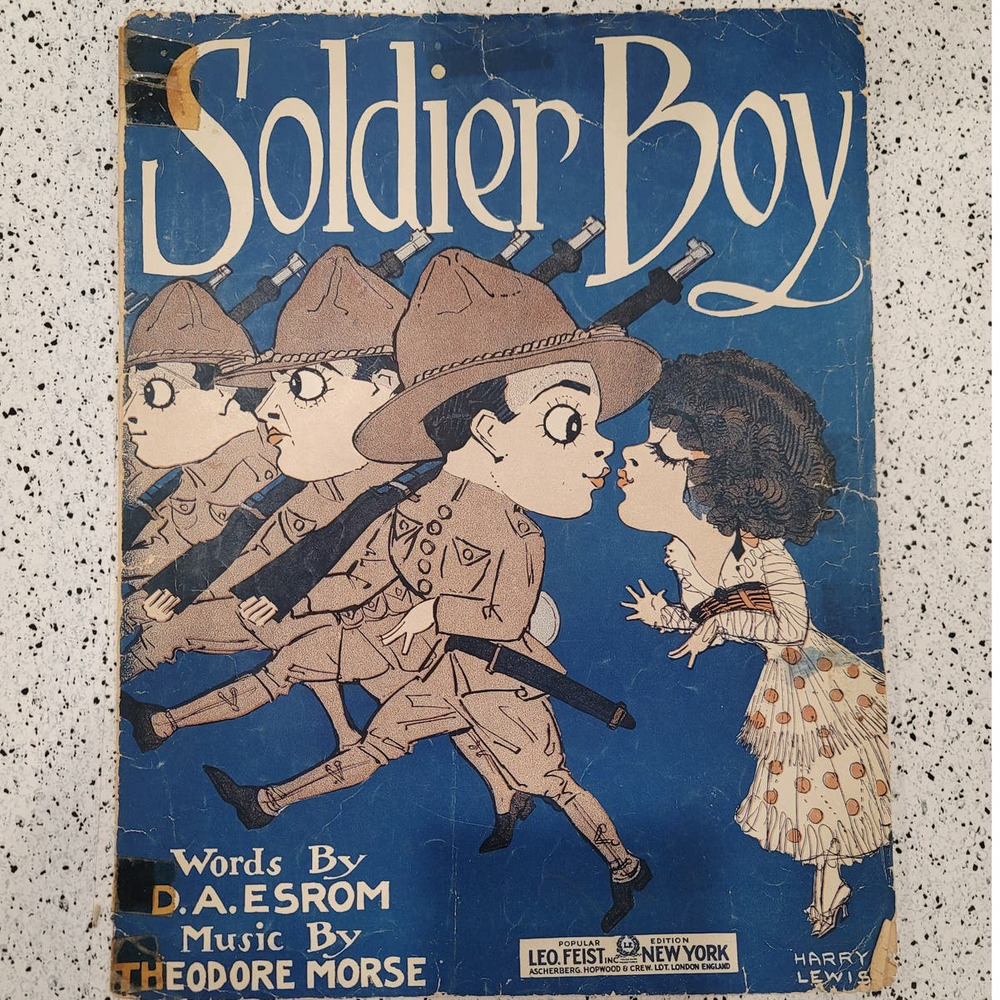 Soldier Boy
Words By
D.A. ESROM
Music By
THEODORE MORSE
POPULAR EDITION
LEO. FEIST INC. L.F. NEW YORK
ASCHERBERG, HOPWOOD & CREW. LDT. LONDON ENGLAND
HARRY
LEWIS